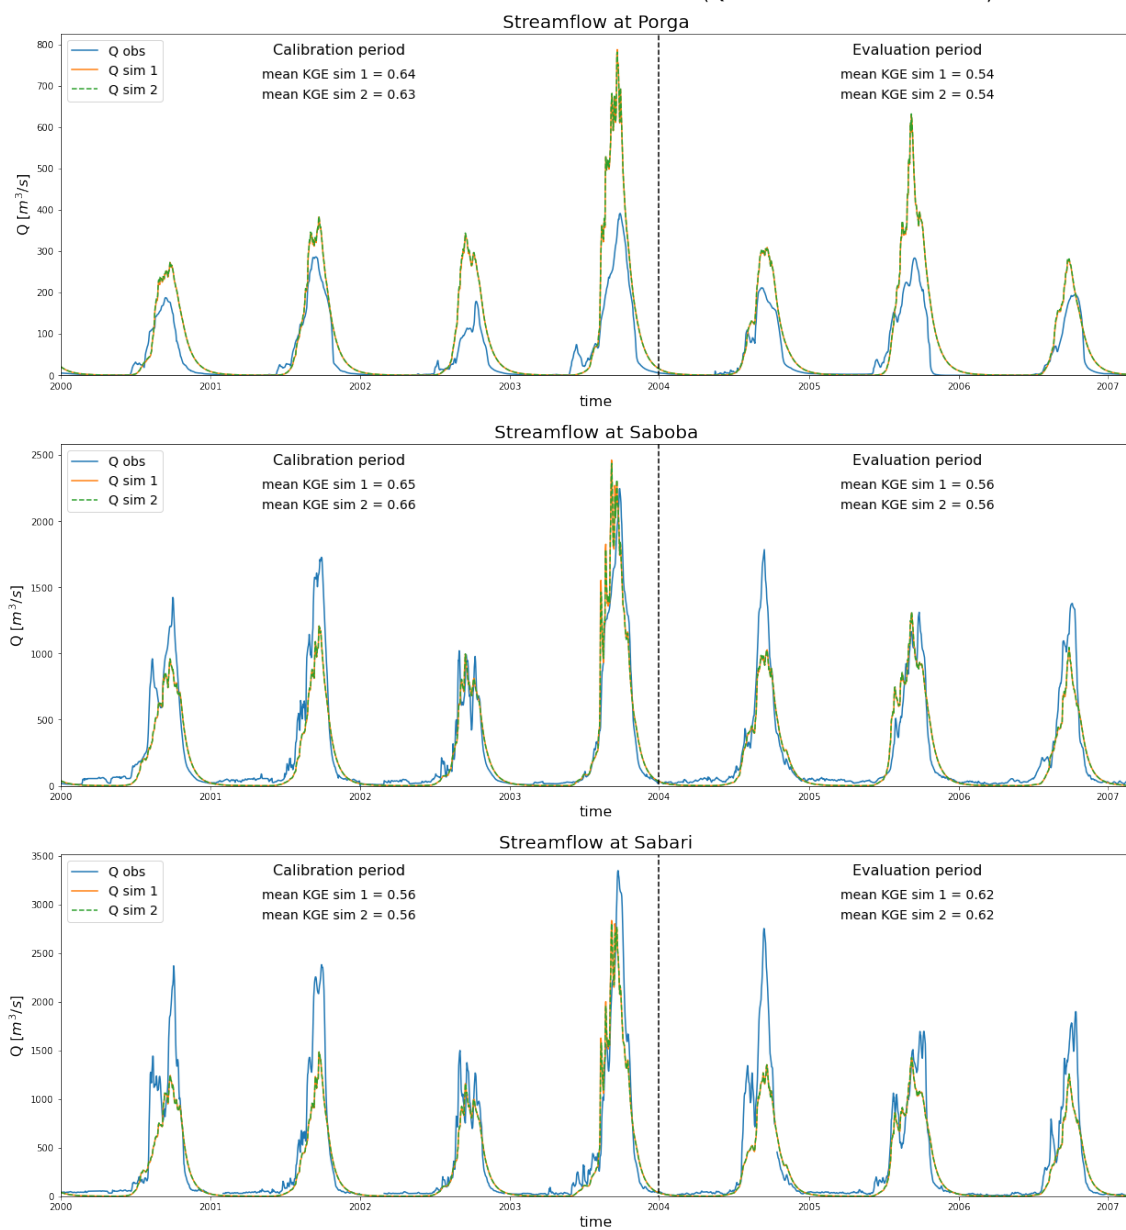 Streamflow at Porga
800
700
600
500
400
300
200
100
0
Q [m³/s]
Q obs
Q sim 1
Q sim 2
Calibration period
mean KGE sim 1 = 0.64
mean KGE sim 2 = 0.63
Evaluation period
mean KGE sim 1 = 0.54
mean KGE sim 2 = 0.54
2000 2001 2002 2003 2004 2005 2006 2007
time
Streamflow at Saboba
2500
2000
1500
1000
500
0
Q [m³/s]
Q obs
Q sim 1
Q sim 2
Calibration period
mean KGE sim 1 = 0.65
mean KGE sim 2 = 0.66
Evaluation period
mean KGE sim 1 = 0.56
mean KGE sim 2 = 0.56
2000 2001 2002 2003 2004 2005 2006 2007
time
Streamflow at Sabari
3500
3000
2500
2000
1500
1000
500
0
Q [m³/s]
Q obs
Q sim 1
Q sim 2
Calibration period
mean KGE sim 1 = 0.56
mean KGE sim 2 = 0.56
Evaluation period
mean KGE sim 1 = 0.62
mean KGE sim 2 = 0.62
2000 2001 2002 2003 2004 2005 2006 2007
time